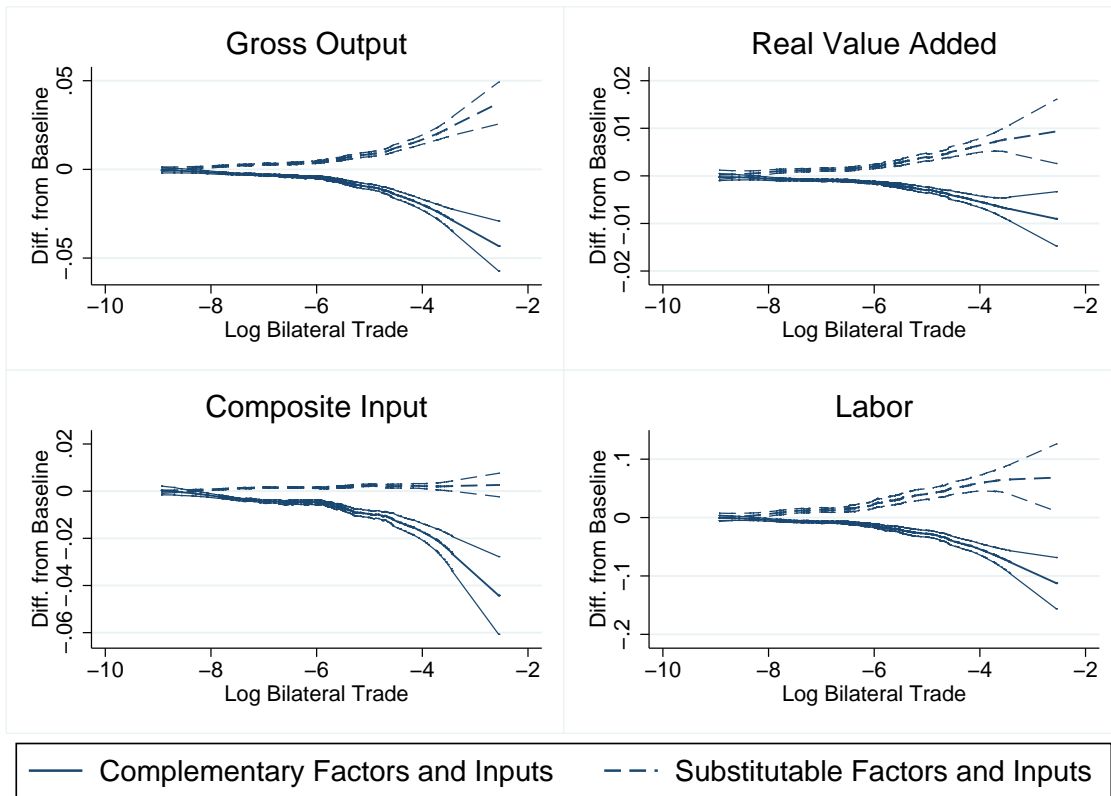 Gross Output
Diff. from Baseline
.05
0
−.05
−10
−8
−6
−4
−2
Log Bilateral Trade
Real Value Added
Diff. from Baseline
.02
.01
0
−.01
−.02
−10
−8
−6
−4
−2
Log Bilateral Trade
Composite Input
Diff. from Baseline
.02
0
−.02
−.04
−.06
−10
−8
−6
−4
−2
Log Bilateral Trade
Labor
Diff. from Baseline
.1
0
−.1
−.2
−10
−8
−6
−4
−2
Log Bilateral Trade
Complementary Factors and Inputs
Substitutable Factors and Inputs